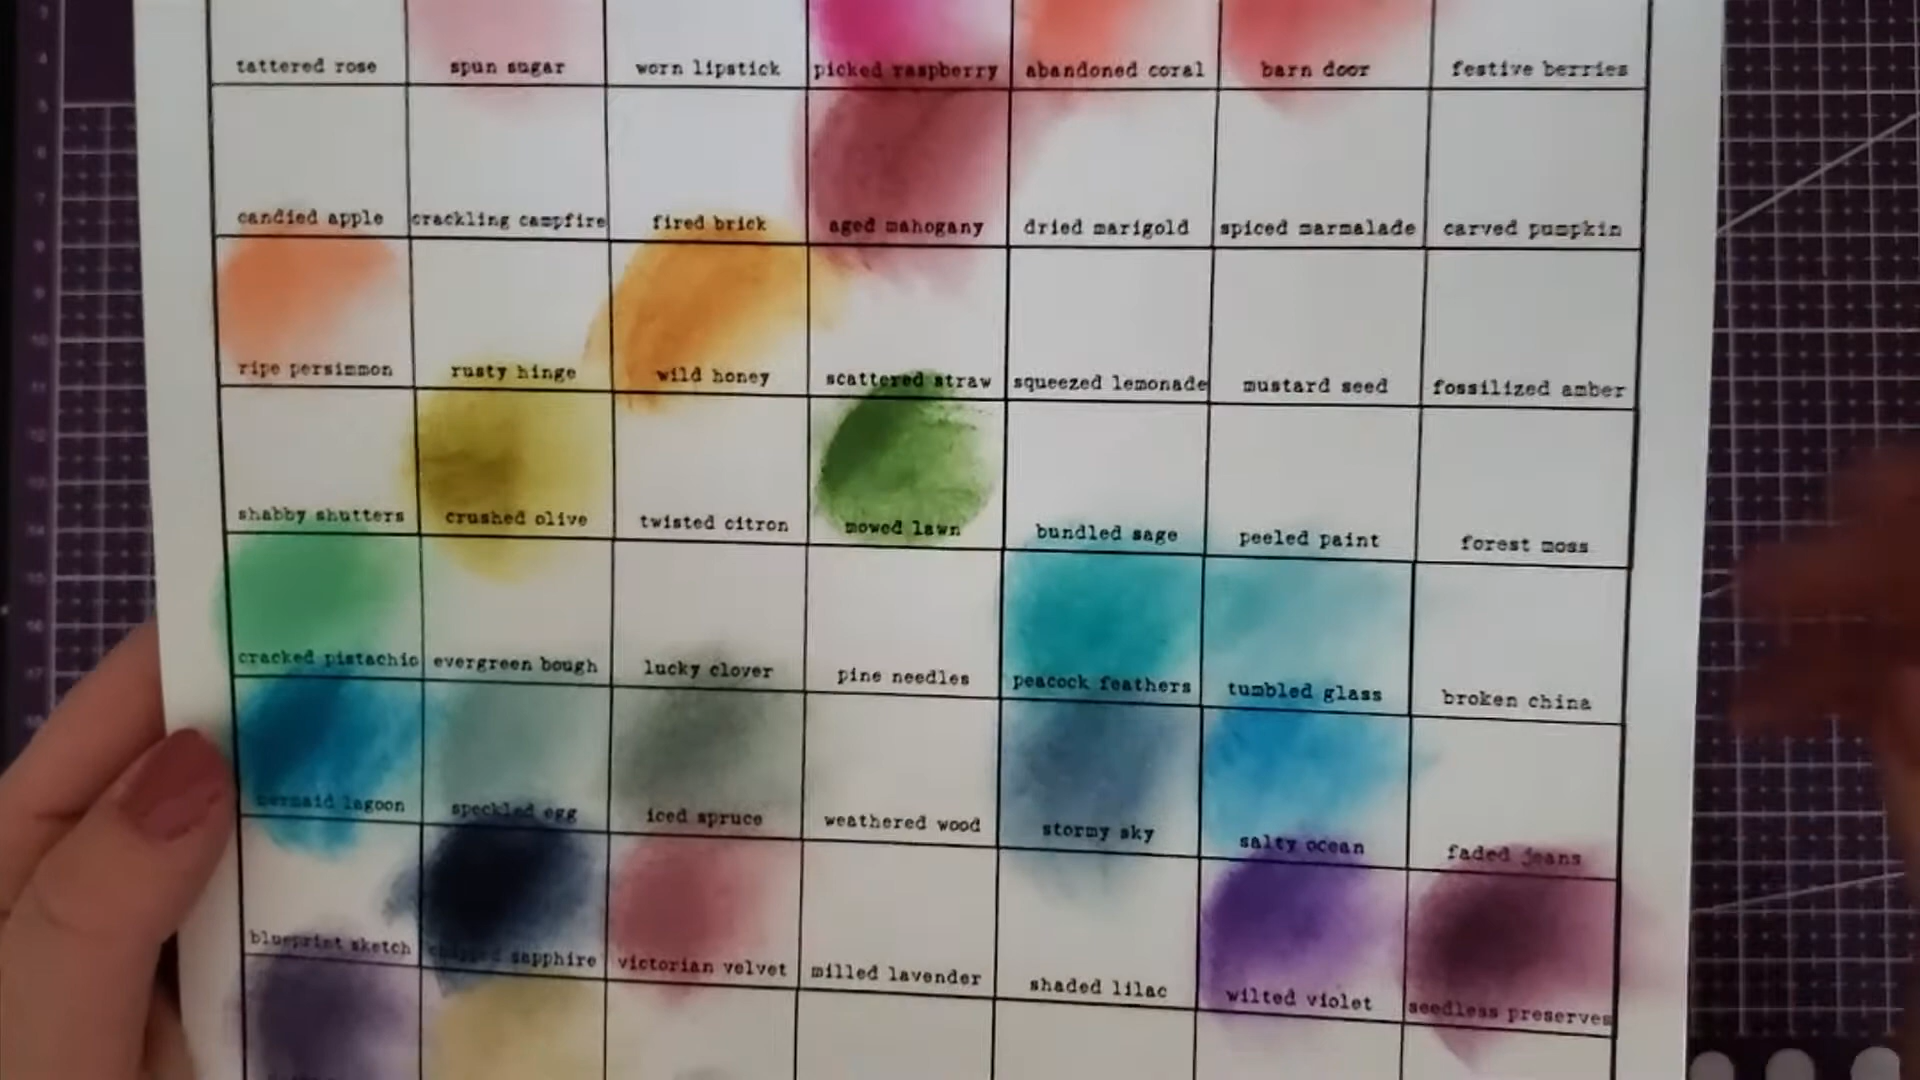 tattered rose spun sugar worn lipstick picked raspberry abandoned coral barn door festive berries
candied apple crackling campfire fired brick aged mahogany dried marigold spiced marmalade carved pumpkin
ripe persimmon rusty hinge wild honey scattered straw squeezed lemonade mustard seed fossilized amber
shabby shutters crushed olive twisted citron mowed lawn bundled sage peeled paint forest moss
cracked pistachio evergreen bough lucky clover pine needles peacock feathers tumbled glass broken china
mermaid lagoon speckled egg iced spruce weathered wood stormy sky salty ocean faded jeans
blueprint sketch chipped sapphire victorian velvet milled lavender shaded lilac wilted violet seedless preserves